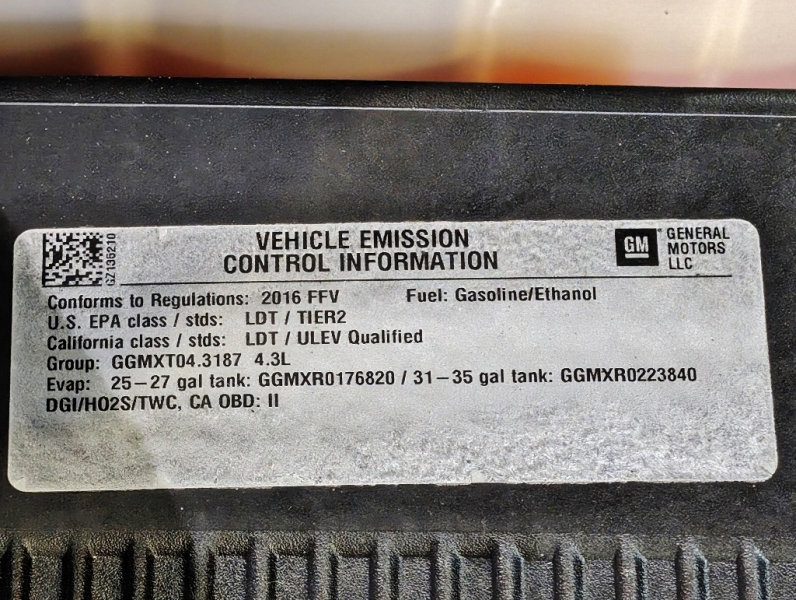 VEHICLE EMISSION
CONTROL INFORMATION
GM GENERAL
MOTORS
LLC
GZ136210
Conforms to Regulations: 2016 FFV Fuel: Gasoline/Ethanol
U.S. EPA class / stds: LDT / TIER2
California class / stds: LDT / ULEV Qualified
Group: GGMXT04.3187 4.3L
Evap: 25-27 gal tank: GGMXR0176820 / 31-35 gal tank: GGMXR0223840
DGI/HO2S/TWC, CA OBD: II